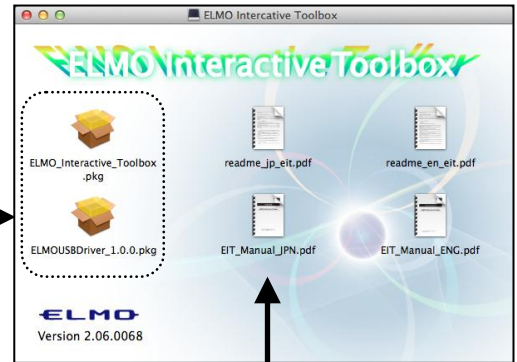 ELMO Intercative Toolbox
ELMO Interactive Toolbox
ELMO_Interactive_Toolbox
.pkg
readme_jp_eit.pdf
readme_en_eit.pdf
ELMOUSBDriver_1.0.0.pkg
EIT_Manual_JPN.pdf
EIT_Manual_ENG.pdf
ELMO
Version 2.06.0068